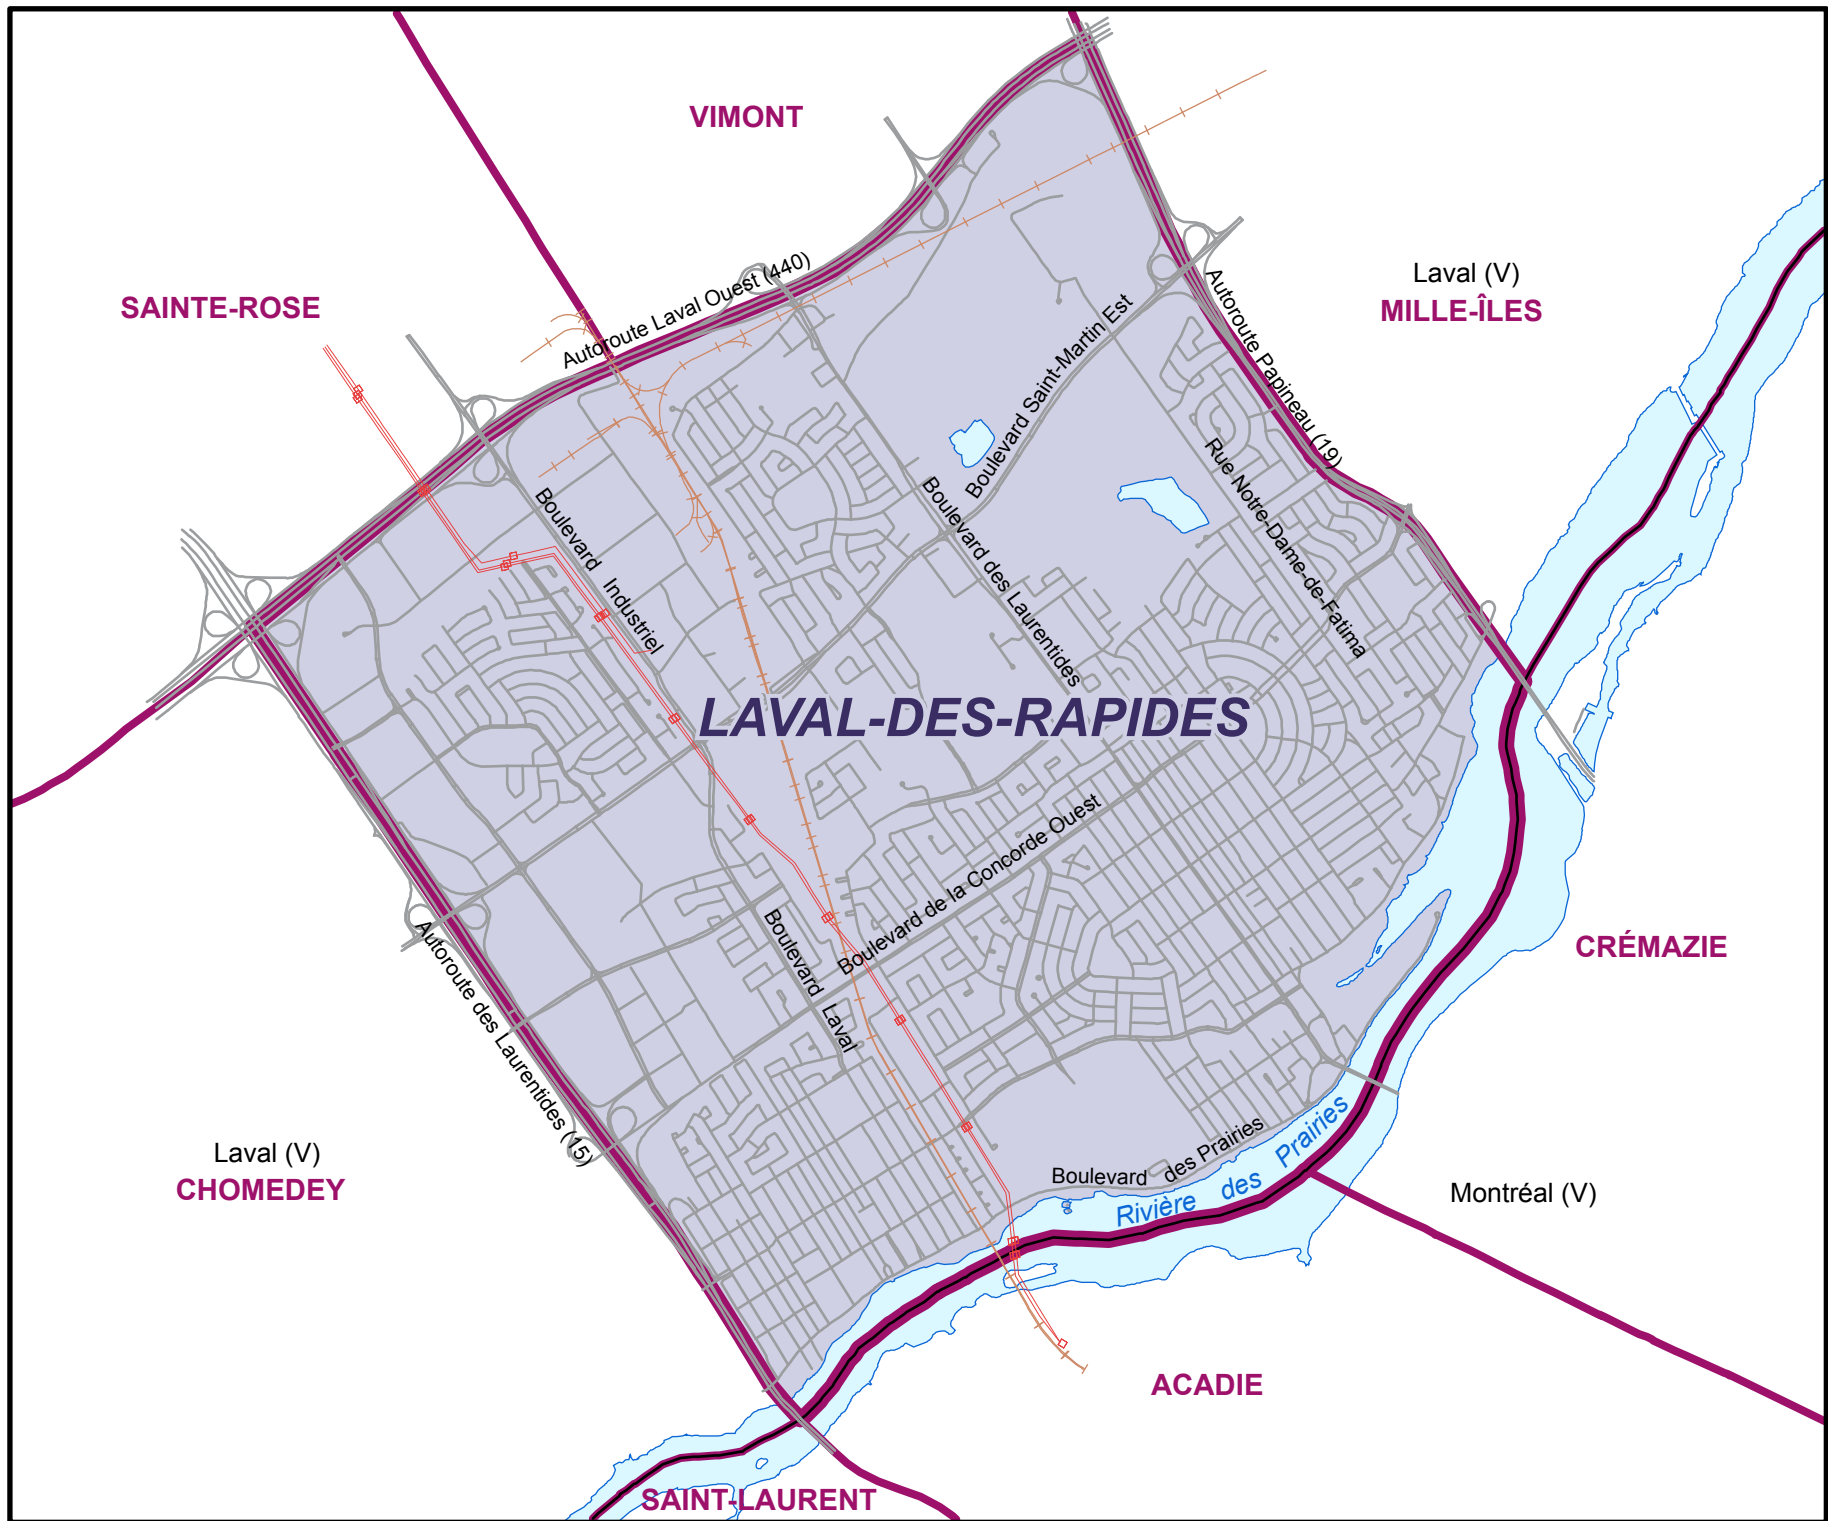 VIMONT
SAINTE-ROSE
Autoroute Laval Ouest (440)
Laval (V)
MILLE-ÎLES
Autoroute Papineau (19)
Boulevard Saint-Martin Est
Rue Notre-Dame-de-Fatima
Boulevard des Laurentides
Boulevard Industriel
LAVAL-DES-RAPIDES
Boulevard de la Concorde Ouest
Boulevard Laval
Autoroute des Laurentides (15)
CRÉMAZIE
Laval (V)
CHOMEDEY
Boulevard des Prairies
Rivière des Prairies
Montréal (V)
ACADIE
SAINT-LAURENT